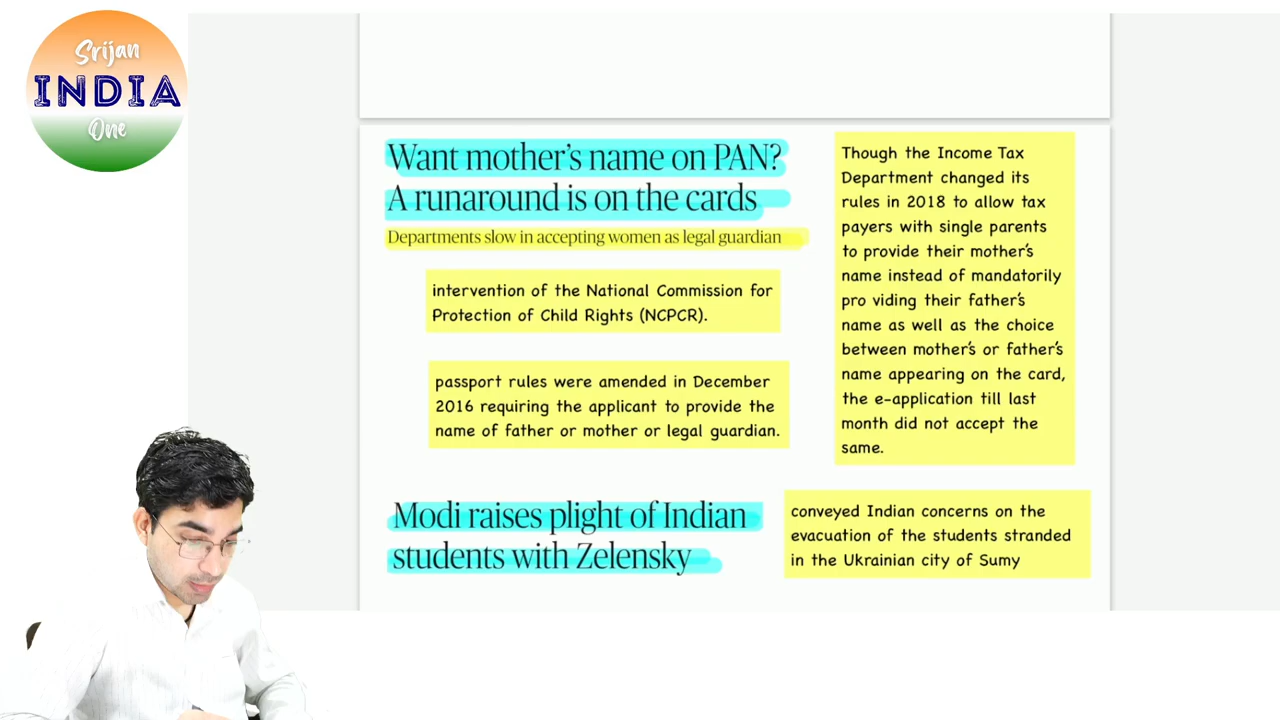 Srijan
INDIA
One
Want mother's name on PAN?
A runaround is on the cards
Departments slow in accepting women as legal guardian
intervention of the National Commission for
Protection of Child Rights (NCPCR).
passport rules were amended in December
2016 requiring the applicant to provide the
name of father or mother or legal guardian.
Though the Income Tax
Department changed its
rules in 2018 to allow tax
payers with single parents
to provide their mother's
name instead of mandatorily
pro viding their father's
name as well as the choice
between mother's or father's
name appearing on the card,
the e-application till last
month did not accept the
same.
Modi raises plight of Indian
students with Zelensky
conveyed Indian concerns on the
evacuation of the students stranded
in the Ukrainian city of Sumy